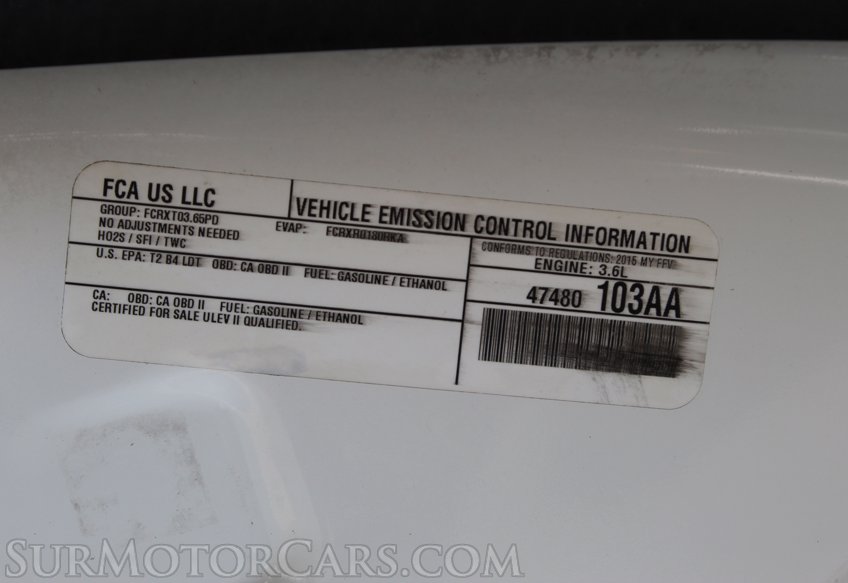 FCA US LLC
VEHICLE EMISSION CONTROL INFORMATION
GROUP: FCRXT03.65PD EVAP: FCRXR0180RKA
NO ADJUSTMENTS NEEDED
HO2S / SFI / TWC
CONFORMS TO REGULATIONS: 2015 MY FFV
ENGINE: 3.6L
U.S. EPA: T2 B4 LDT OBD: CA OBD II FUEL: GASOLINE / ETHANOL
47480 103AA
CA: OBD: CA OBD II FUEL: GASOLINE / ETHANOL
CERTIFIED FOR SALE ULEV II QUALIFIED.
SURMOTORCARS.COM